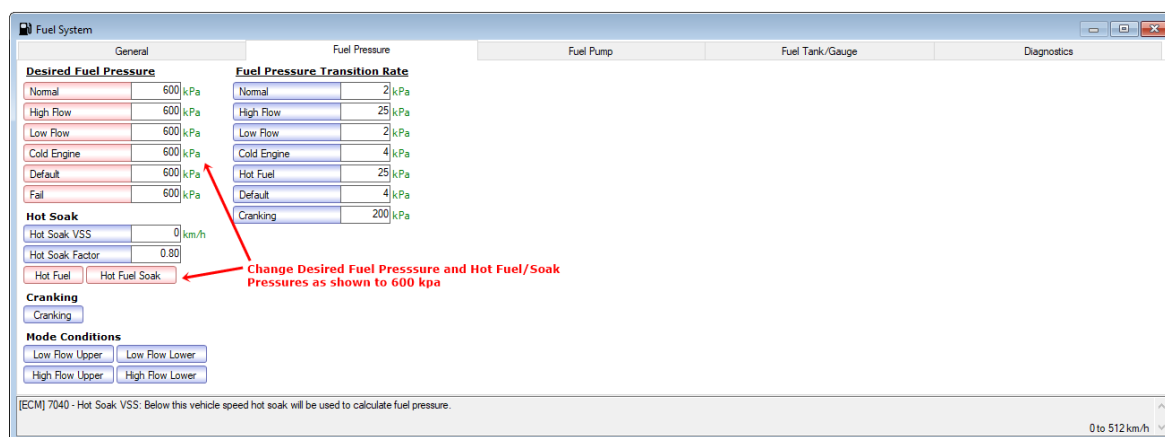 Fuel System
General Fuel Pressure Fuel Pump Fuel Tank/Gauge Diagnostics
Desired Fuel Pressure Fuel Pressure Transition Rate
Normal 600 kPa Normal 2 kPa
High Flow 600 kPa High Flow 25 kPa
Low Flow 600 kPa Low Flow 2 kPa
Cold Engine 600 kPa Cold Engine 4 kPa
Default 600 kPa Hot Fuel 25 kPa
Fail 600 kPa Default 4 kPa
Hot Soak Cranking 200 kPa
Hot Soak VSS 0 km/h
Hot Soak Factor 0.80
Hot Fuel Hot Fuel Soak
Change Desired Fuel Presssure and Hot Fuel/Soak
Pressures as shown to 600 kpa
Cranking
Cranking
Mode Conditions
Low Flow Upper Low Flow Lower
High Flow Upper High Flow Lower
[ECM] 7040 - Hot Soak VSS: Below this vehicle speed hot soak will be used to calculate fuel pressure.
0 to 512 km/h